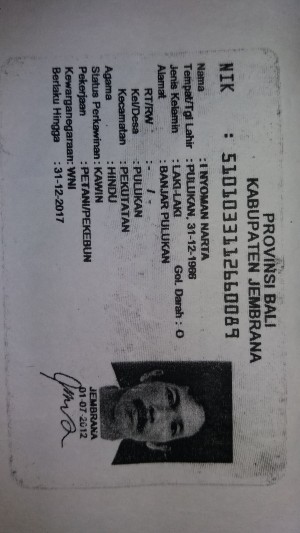 PROVINSI BALI
KABUPATEN JEMBRANA
NIK : 5101033112660089
Nama : I NYOMAN NARTA
Tempat/Tgl Lahir : PULUKAN, 31-12-1966
Jenis Kelamin : LAKI-LAKI Gol. Darah : O
Alamat : BANJAR PULUKAN
RT/RW : - / -
Kel/Desa : PULUKAN
Kecamatan : PEKUTATAN
Agama : HINDU
Status Perkawinan : KAWIN
Pekerjaan : PETANI/PEKEBUN
Kewarganegaraan: WNI
Berlaku Hingga : 31-12-2017
JEMBRANA
01-07-2012